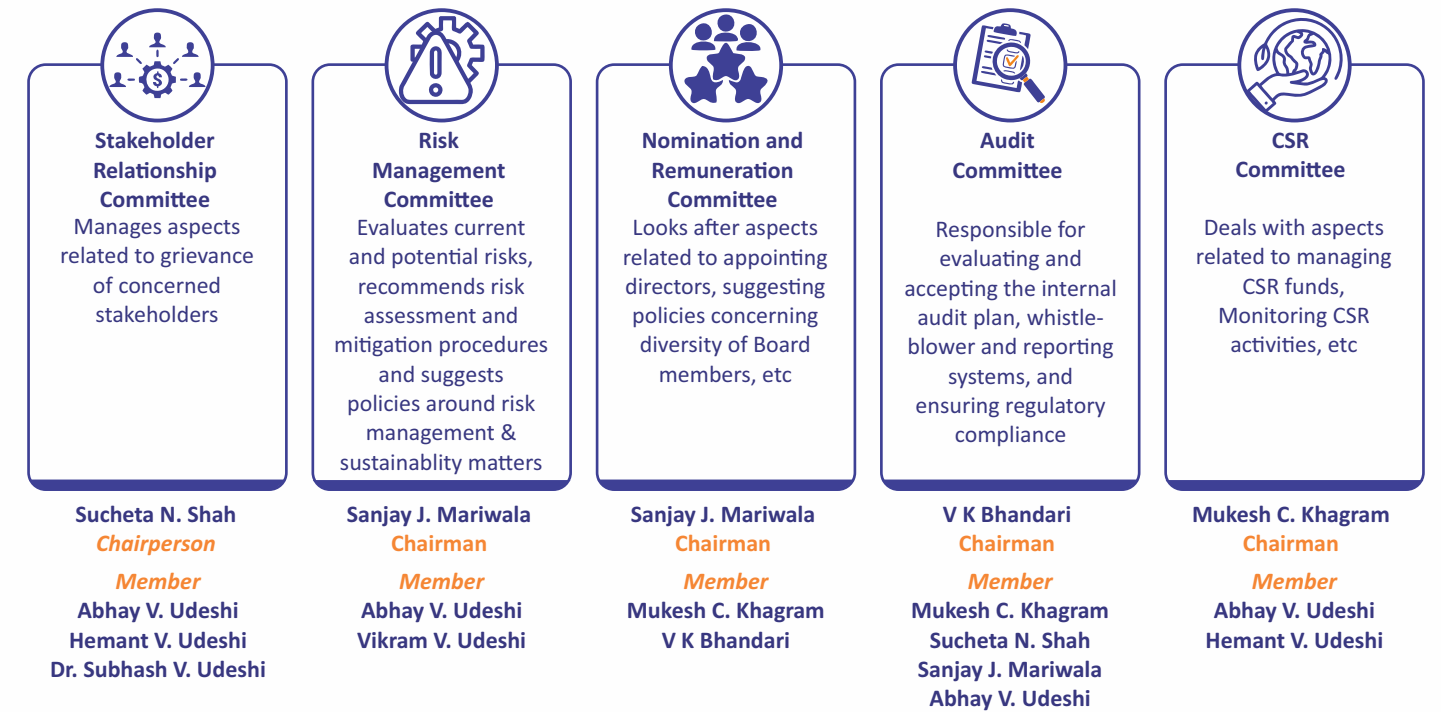 Stakeholder
Relationship
Committee
Manages aspects
related to grievance
of concerned
stakeholders
Sucheta N. Shah
Chairperson
Member
Abhay V. Udeshi
Hemant V. Udeshi
Dr. Subhash V. Udeshi
Risk
Management
Committee
Evaluates current
and potential risks,
recommends risk
assessment and
mitigation procedures
and suggests
policies around risk
management &
sustainablity matters
Sanjay J. Mariwala
Chairman
Member
Abhay V. Udeshi
Vikram V. Udeshi
Nomination and
Remuneration
Committee
Looks after aspects
related to appointing
directors, suggesting
policies concerning
diversity of Board
members, etc
Sanjay J. Mariwala
Chairman
Member
Mukesh C. Khagram
V K Bhandari
Audit
Committee
Responsible for
evaluating and
accepting the internal
audit plan, whistle-
blower and reporting
systems, and
ensuring regulatory
compliance
V K Bhandari
Chairman
Member
Mukesh C. Khagram
Sucheta N. Shah
Sanjay J. Mariwala
Abhay V. Udeshi
CSR
Committee
Deals with aspects
related to managing
CSR funds,
Monitoring CSR
activities, etc
Mukesh C. Khagram
Chairman
Member
Abhay V. Udeshi
Hemant V. Udeshi